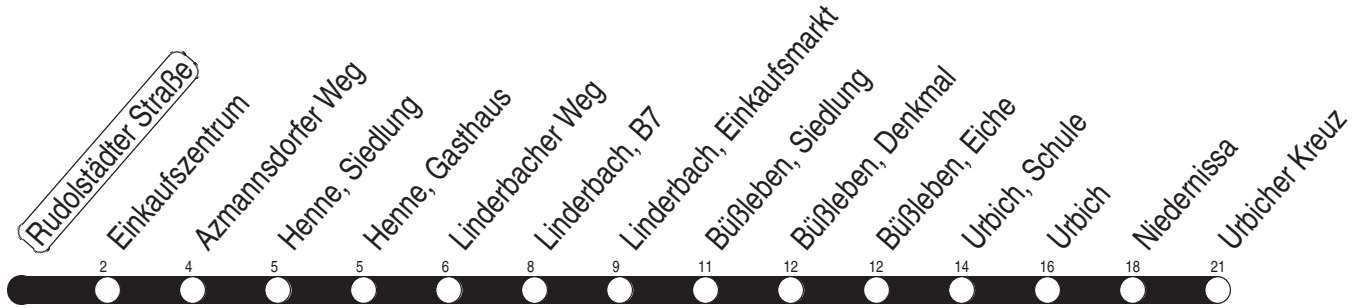 Rudolstädter Straße
Einkaufszentrum
Azmannsdorfer Weg
Henne, Siedlung
Henne, Gasthaus
Linderbacher Weg
Linderbach, B7
Linderbach, Einkaufsmarkt
Büßleben, Siedlung
Büßleben, Denkmal
Büßleben, Eiche
Urbich, Schule
Urbich
Niedernissa
Urbicher Kreuz
2 4 5 5 6 8 9 11 12 12 14 16 18 21